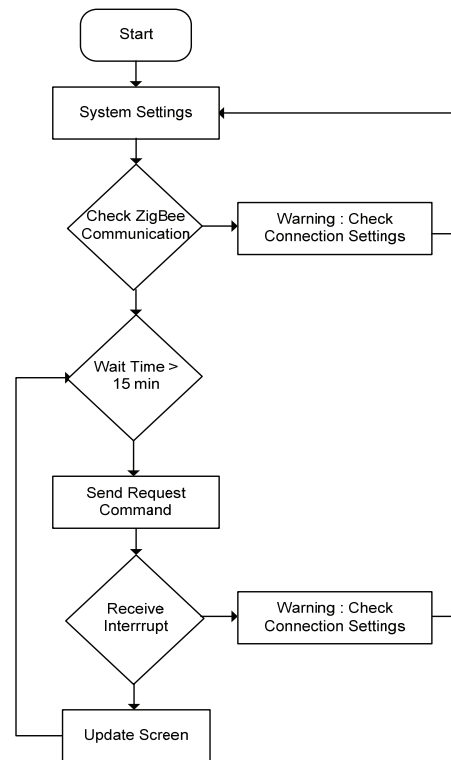 Start
System Settings
Check ZigBee
Communication
Warning : Check
Connection Settings
Wait Time >
15 min
Send Request
Command
Receive
Interrrupt
Warning : Check
Connection Settings
Update Screen